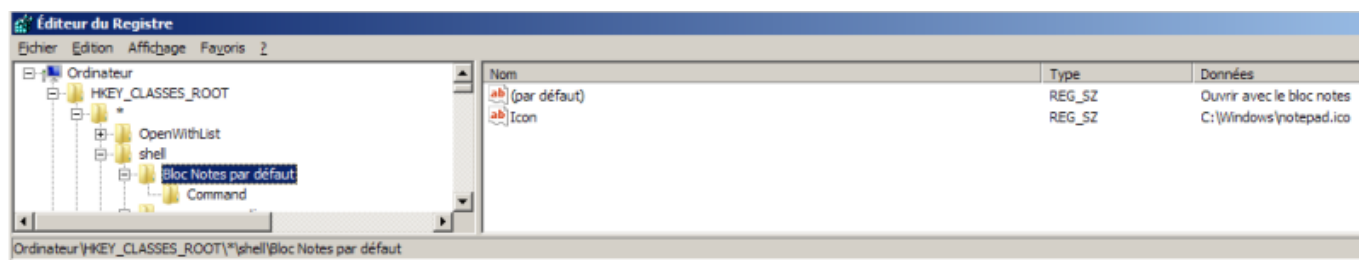 Éditeur du Registre
Fichier Edition Affichage Favoris ?
Ordinateur
HKEY_CLASSES_ROOT
*
OpenWithList
shell
Bloc Notes par défaut
Command
Nom Type Données
(par défaut) REG_SZ Ouvrir avec le bloc notes
Icon REG_SZ C:\Windows\notepad.ico
Ordinateur\HKEY_CLASSES_ROOT\*\shell\Bloc Notes par défaut